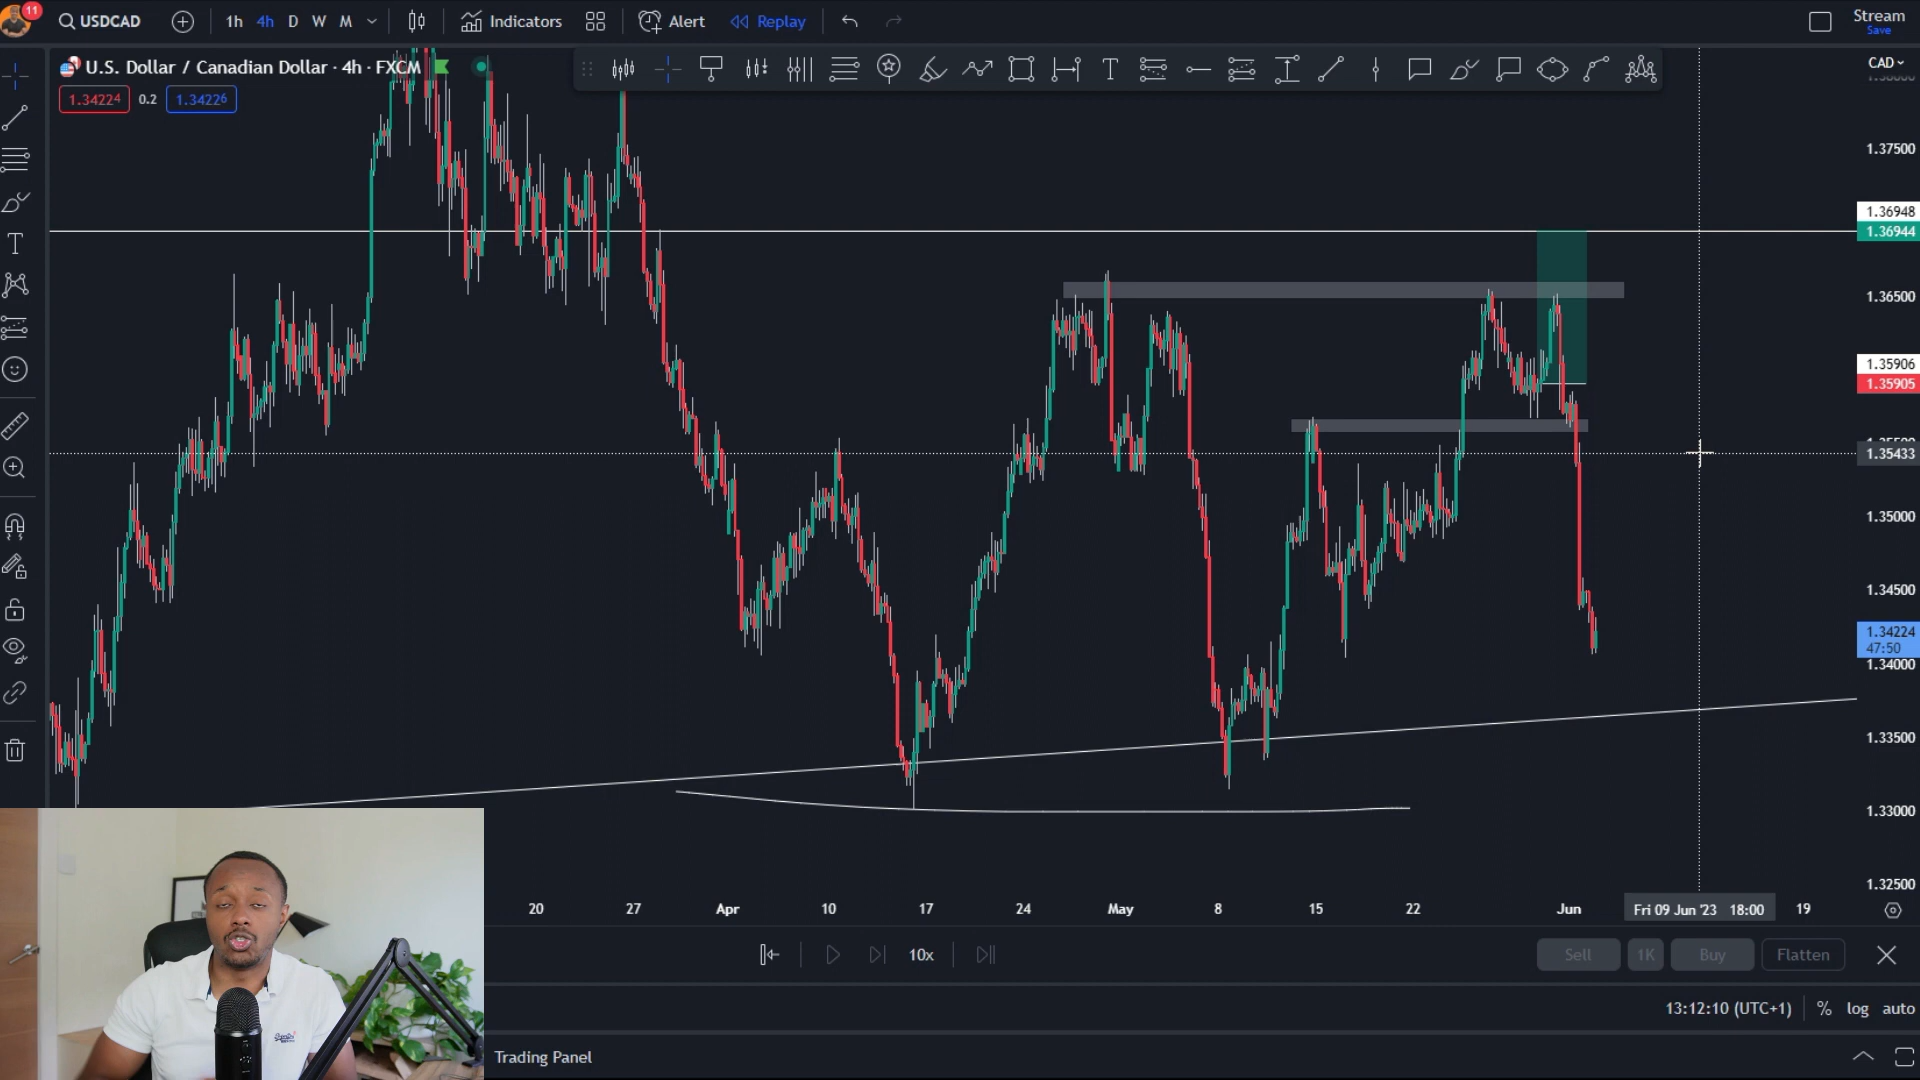 11
USDCAD
1h 4h D W M
Indicators
Alert
Replay
Stream
Save
U.S. Dollar / Canadian Dollar · 4h · FXCM
CAD
1.34224 0.2 1.34226
1.37500
1.36948
1.36944
1.36500
1.35906
1.35905
1.35433
1.35000
1.34500
1.34224
47:50
1.34000
1.33500
1.33000
1.32500
20 27 Apr 10 17 24 May 8 15 22 Jun Fri 09 Jun '23 18:00 19
10x
Sell 1K Buy Flatten
13:12:10 (UTC+1) % log auto
Trading Panel